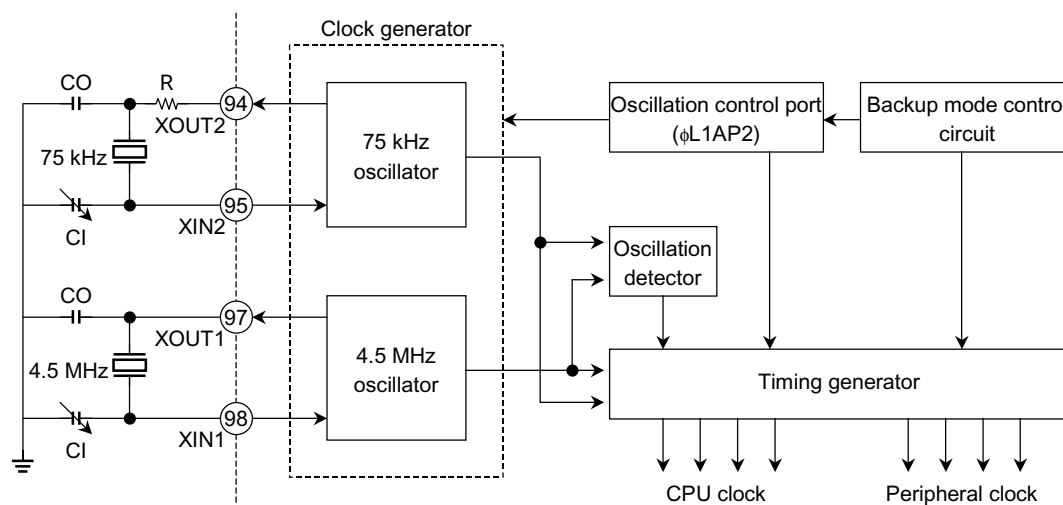 Clock generator
CO
R
94
XOUT2
75 kHz
75 kHz
oscillator
Oscillation control port
(ϕL1AP2)
Backup mode control
circuit
95
XIN2
CI
Oscillation
detector
CO
97
XOUT1
4.5 MHz
4.5 MHz
oscillator
Timing generator
98
XIN1
CI
CPU clock
Peripheral clock